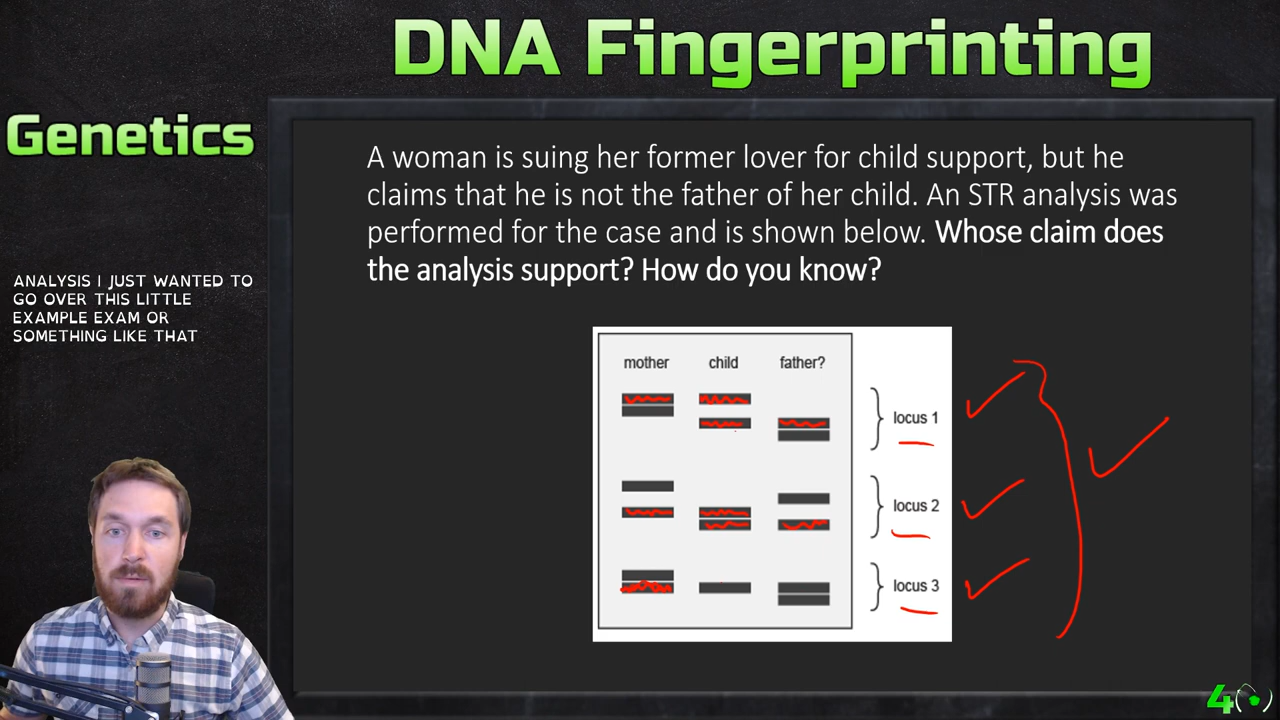 DNA Fingerprinting
Genetics
A woman is suing her former lover for child support, but he
claims that he is not the father of her child. An STR analysis was
performed for the case and is shown below. Whose claim does
the analysis support? How do you know?
ANALYSIS I JUST WANTED TO
GO OVER THIS LITTLE
EXAMPLE EXAM OR
SOMETHING LIKE THAT
mother child father?
locus 1
locus 2
locus 3
4